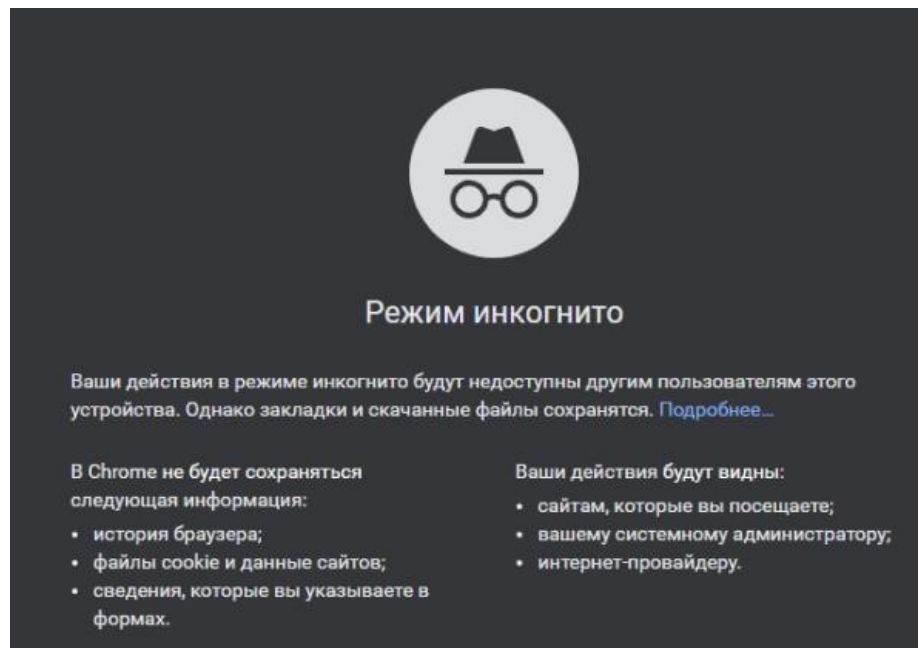 Режим инкогнито
Ваши действия в режиме инкогнито будут недоступны другим пользователям этого
устройства. Однако закладки и скачанные файлы сохранятся. Подробнее...
В Chrome не будет сохраняться
следующая информация:
• история браузера;
• файлы cookie и данные сайтов;
• сведения, которые вы указываете в
формах.
Ваши действия будут видны:
• сайтам, которые вы посещаете;
• вашему системному администратору;
• интернет-провайдеру.